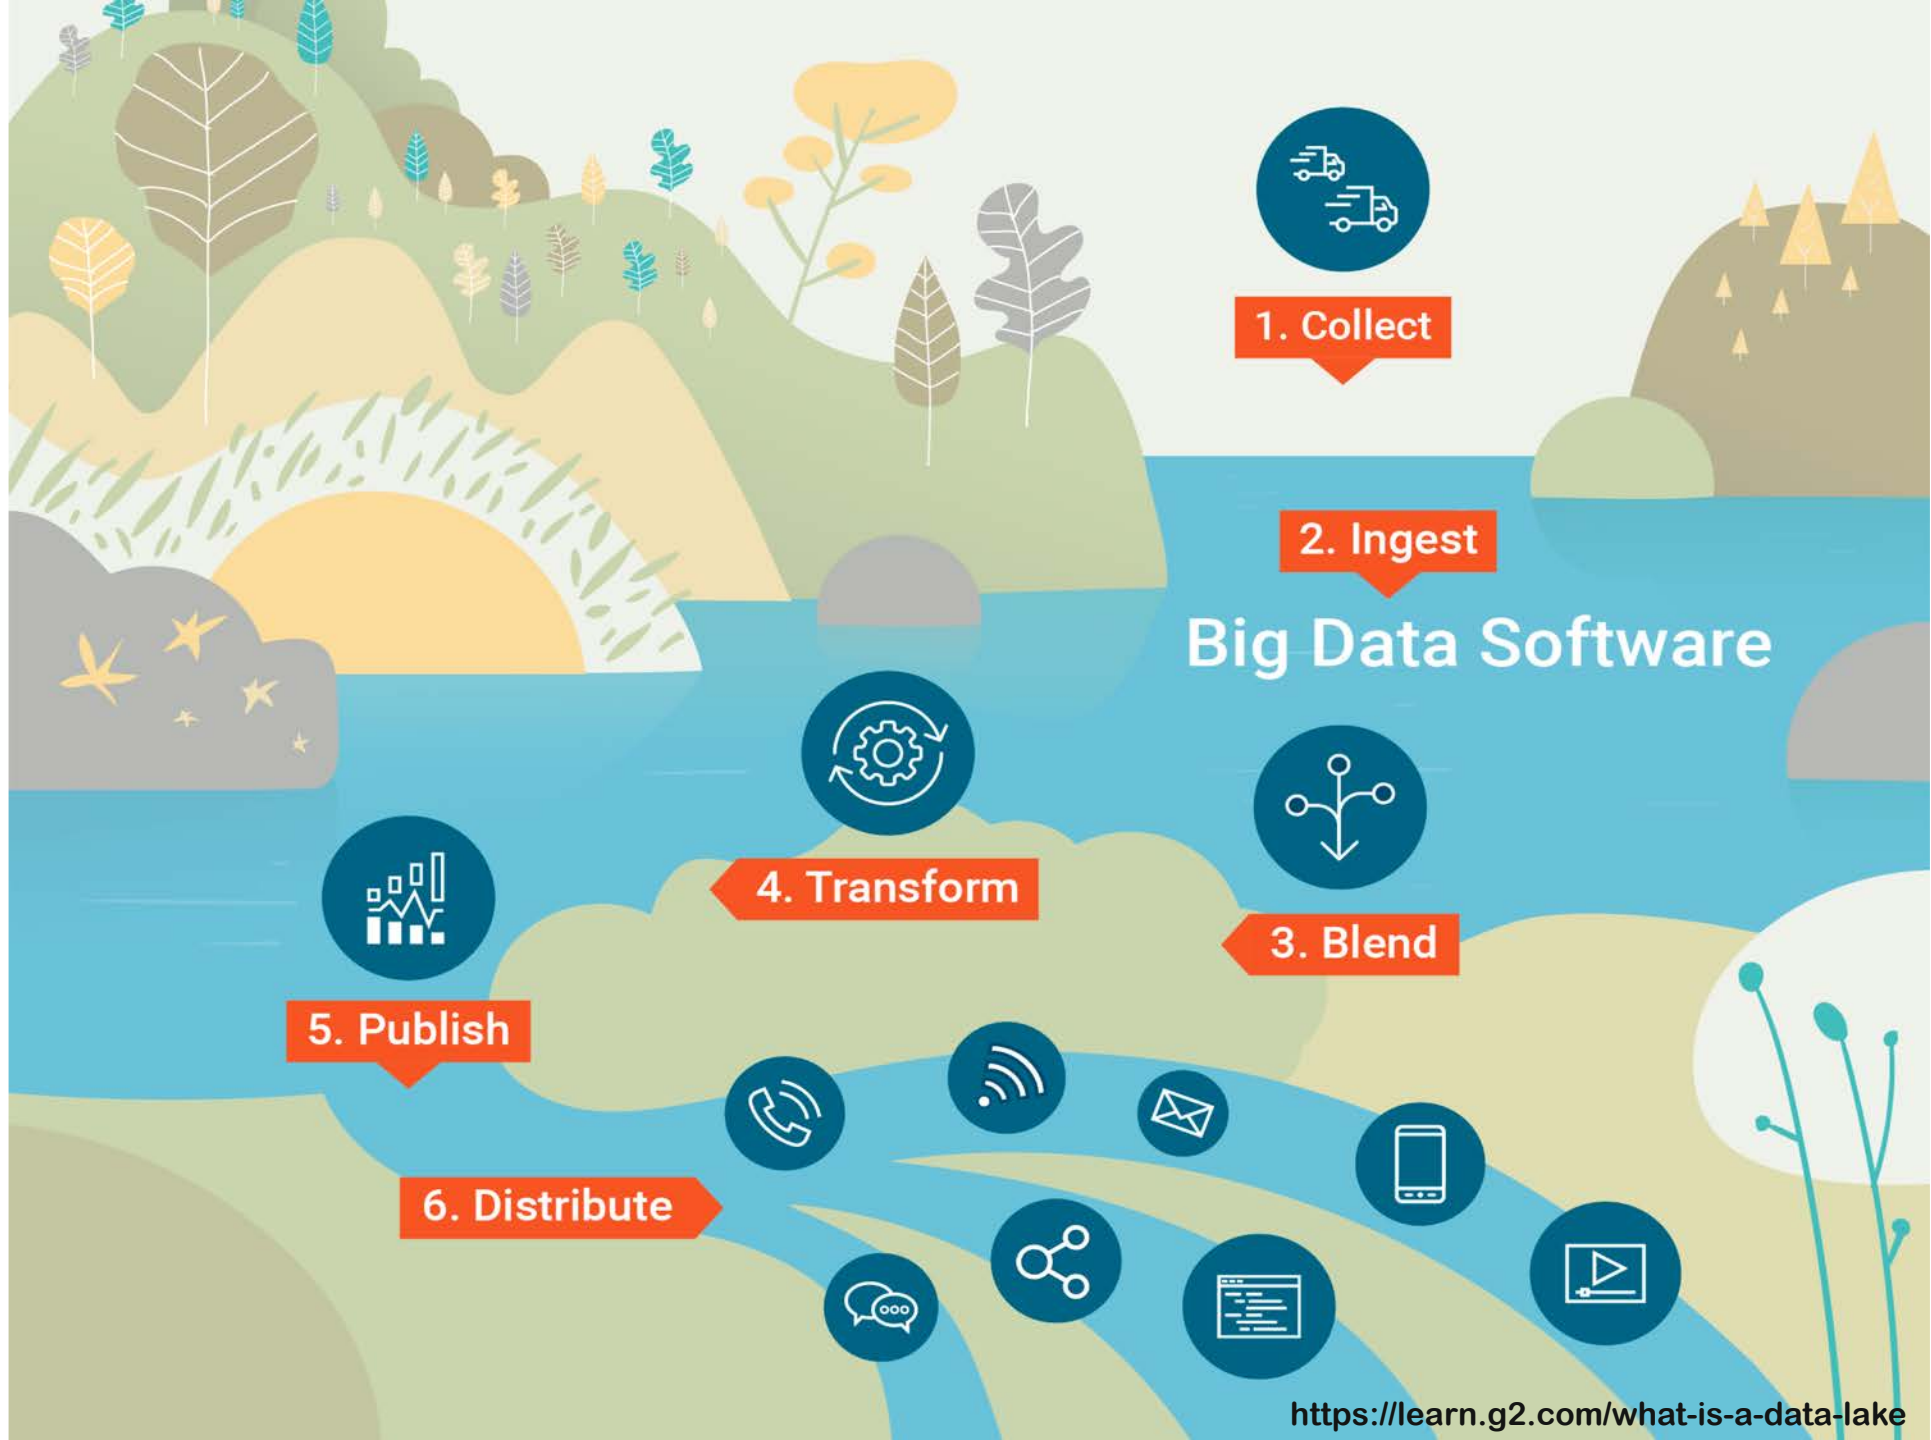 1. Collect
2. Ingest
Big Data Software
3. Blend
4. Transform
5. Publish
6. Distribute
https://learn.g2.com/what-is-a-data-lake